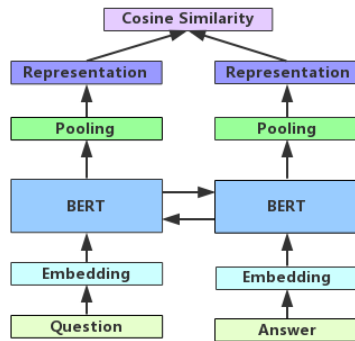 Cosine Similarity
Representation Representation
Pooling Pooling
BERT BERT
Embedding Embedding
Question Answer